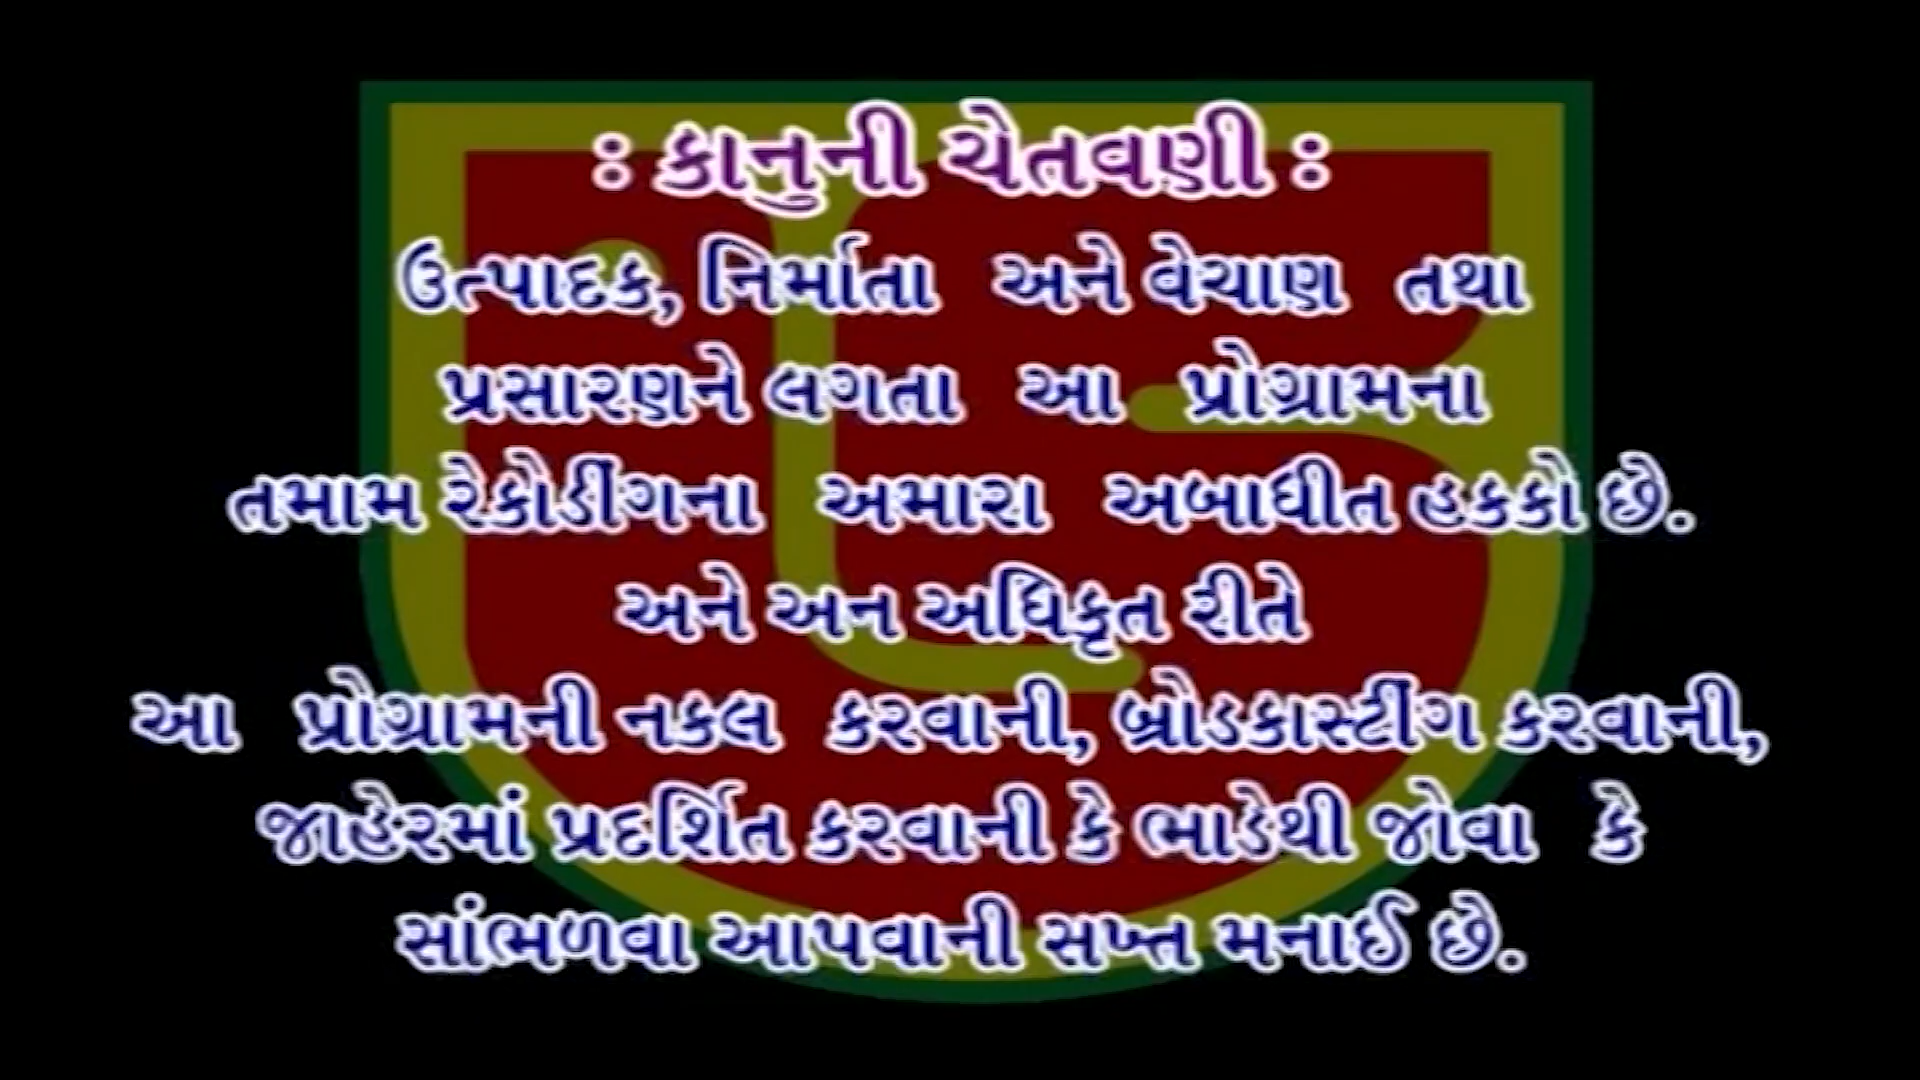 : કાનુની ચેતવણી :
ઉત્પાદક, નિર્માતા અને વેચાણ તથા
પ્રસારણને લગતા આ પ્રોગ્રામના
તમામ રેકોર્ડીંગના અમારા અબાધીત હકકો છે.
અને અન અધિકૃત રીતે
આ પ્રોગ્રામની નકલ કરવાની, બ્રોડકાસ્ટીંગ કરવાની,
જાહેરમાં પ્રદર્શિત કરવાની કે ભાડેથી જોવા કે
સાંભળવા આપવાની સખ્ત મનાઈ છે.